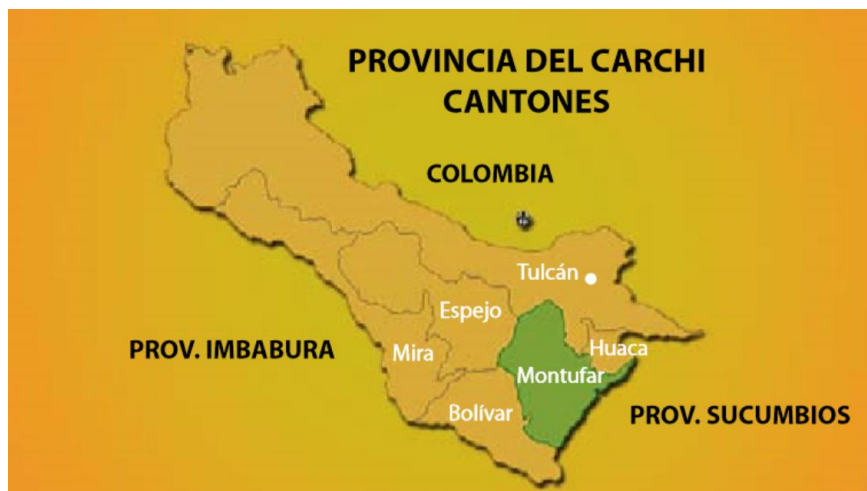 PROVINCIA DEL CARCHI
CANTONES
COLOMBIA
Tulcán
Espejo
PROV. IMBABURA
Mira
Huaca
Montufar
Bolívar
PROV. SUCUMBIOS